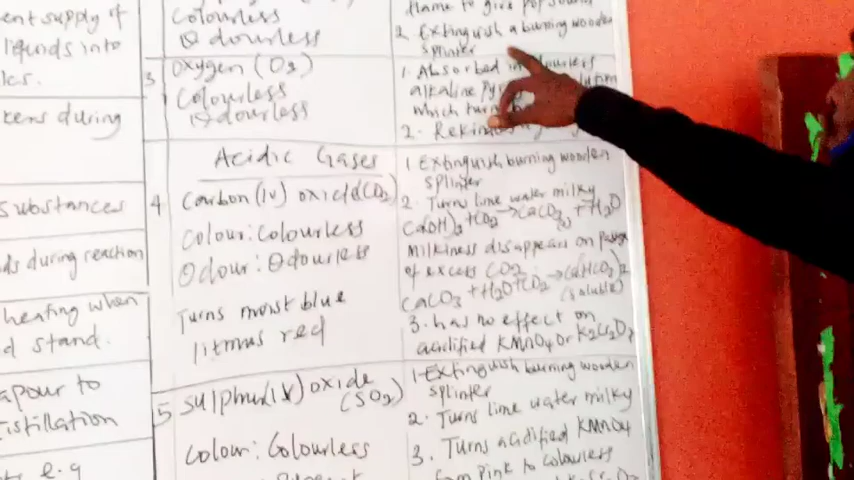 ent supply of
liquids into
cs.
kens during
substances
ds during reaction
heating when
d stand.
apour to
istillation
e.g
Colourless
Odourless
3 Oxygen (O2)
Colourless
Odourless
Acidic Gases
4 Carbon(IV) oxide(CO2)
Colour: Colourless
Odour: Odourless
Turns moist blue
litmus red
5 Sulphur(IV) oxide
(SO2)
Colour: Colourless
flame to give pop sound
2. Extinguish a burning wooden
splinter
1. Absorbed in colourless
alkaline
which turn
2.
1 Extinguish burning wooden
splinter
2. Turns lime water milky
Ca(OH)2 + CO2 → CaCO3(s) + H2O
Milkiness disappears on
of excess CO2
CaCO3 + H2O + CO2 → Ca(HCO3)2
(soluble)
3. has no effect on
acidified KMnO4 or K2Cr2O7
1. Extinguish burning wooden
splinter
2. Turns lime water milky
3. Turns acidified KMnO4
from pink to colourless